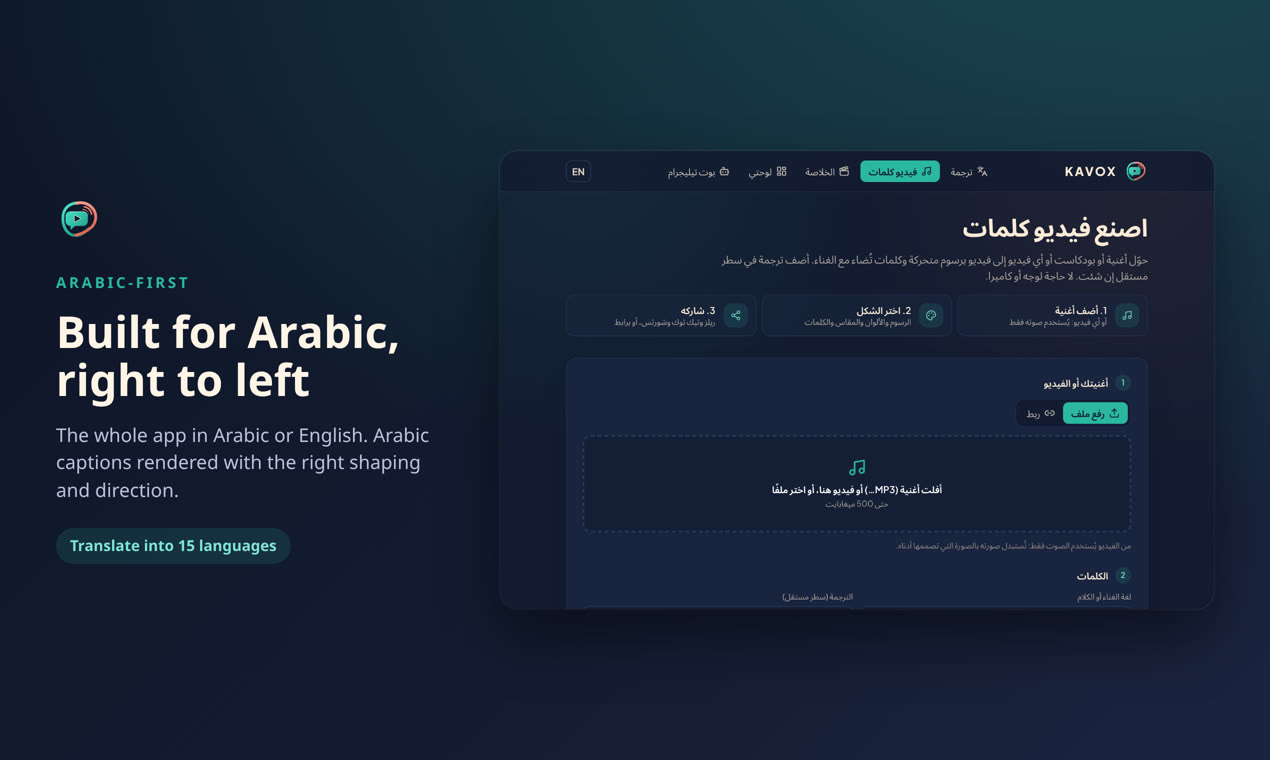 ARABIC-FIRST
Built for Arabic,
right to left
The whole app in Arabic or English. Arabic
captions rendered with the right shaping
and direction.
Translate into 15 languages
KAVOX
ترجمة
فيديو كلمات
الخلاصة
لوحتي
بوت تيليجرام
EN
اصنع فيديو كلمات
حوّل أغنية أو بودكاست أو أي فيديو إلى فيديو برسوم متحركة وكلمات تُضاء مع الغناء. أضف ترجمة في سطر
مستقل إن شئت. لا حاجة لوجه أو كاميرا.
1. أضف أغنية
أو أي فيديو: يُستخدم صوته فقط
2. اختر الشكل
الرسوم والألوان والمقاس والكلمات
3. شاركه
ريلز وتيك توك وشورتس، أو برابط
1 أغنيتك أو الفيديو
رفع ملف
ربط
أفلت أغنية (MP3…) أو فيديو هنا، أو اختر ملفًا
حتى 500 ميغابايت
من الفيديو يُستخدم الصوت فقط: تُستبدل صورته بالصورة التي تصممها أدناه.
2 الكلمات
لغة الغناء أو الكلام
الترجمة (سطر مستقل)